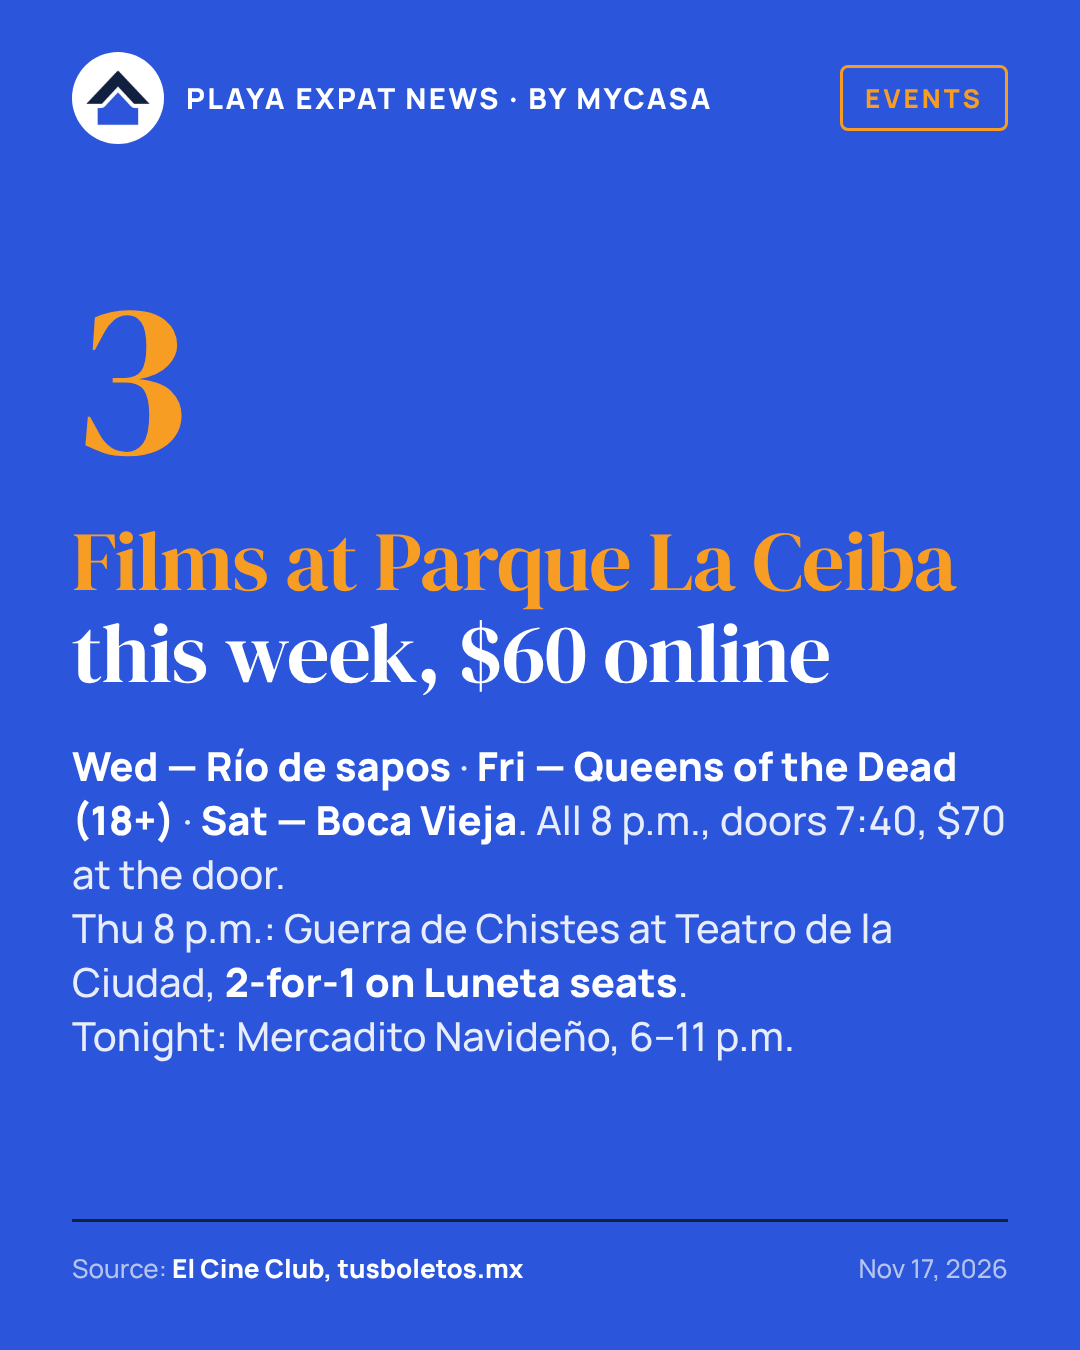 PLAYA EXPAT NEWS · BY MYCASA
EVENTS
3
Films at Parque La Ceiba
this week, $60 online
Wed — Río de sapos · Fri — Queens of the Dead
(18+) · Sat — Boca Vieja. All 8 p.m., doors 7:40, $70
at the door.
Thu 8 p.m.: Guerra de Chistes at Teatro de la
Ciudad, 2-for-1 on Luneta seats.
Tonight: Mercadito Navideño, 6–11 p.m.
Source: El Cine Club, tusboletos.mx
Nov 17, 2026